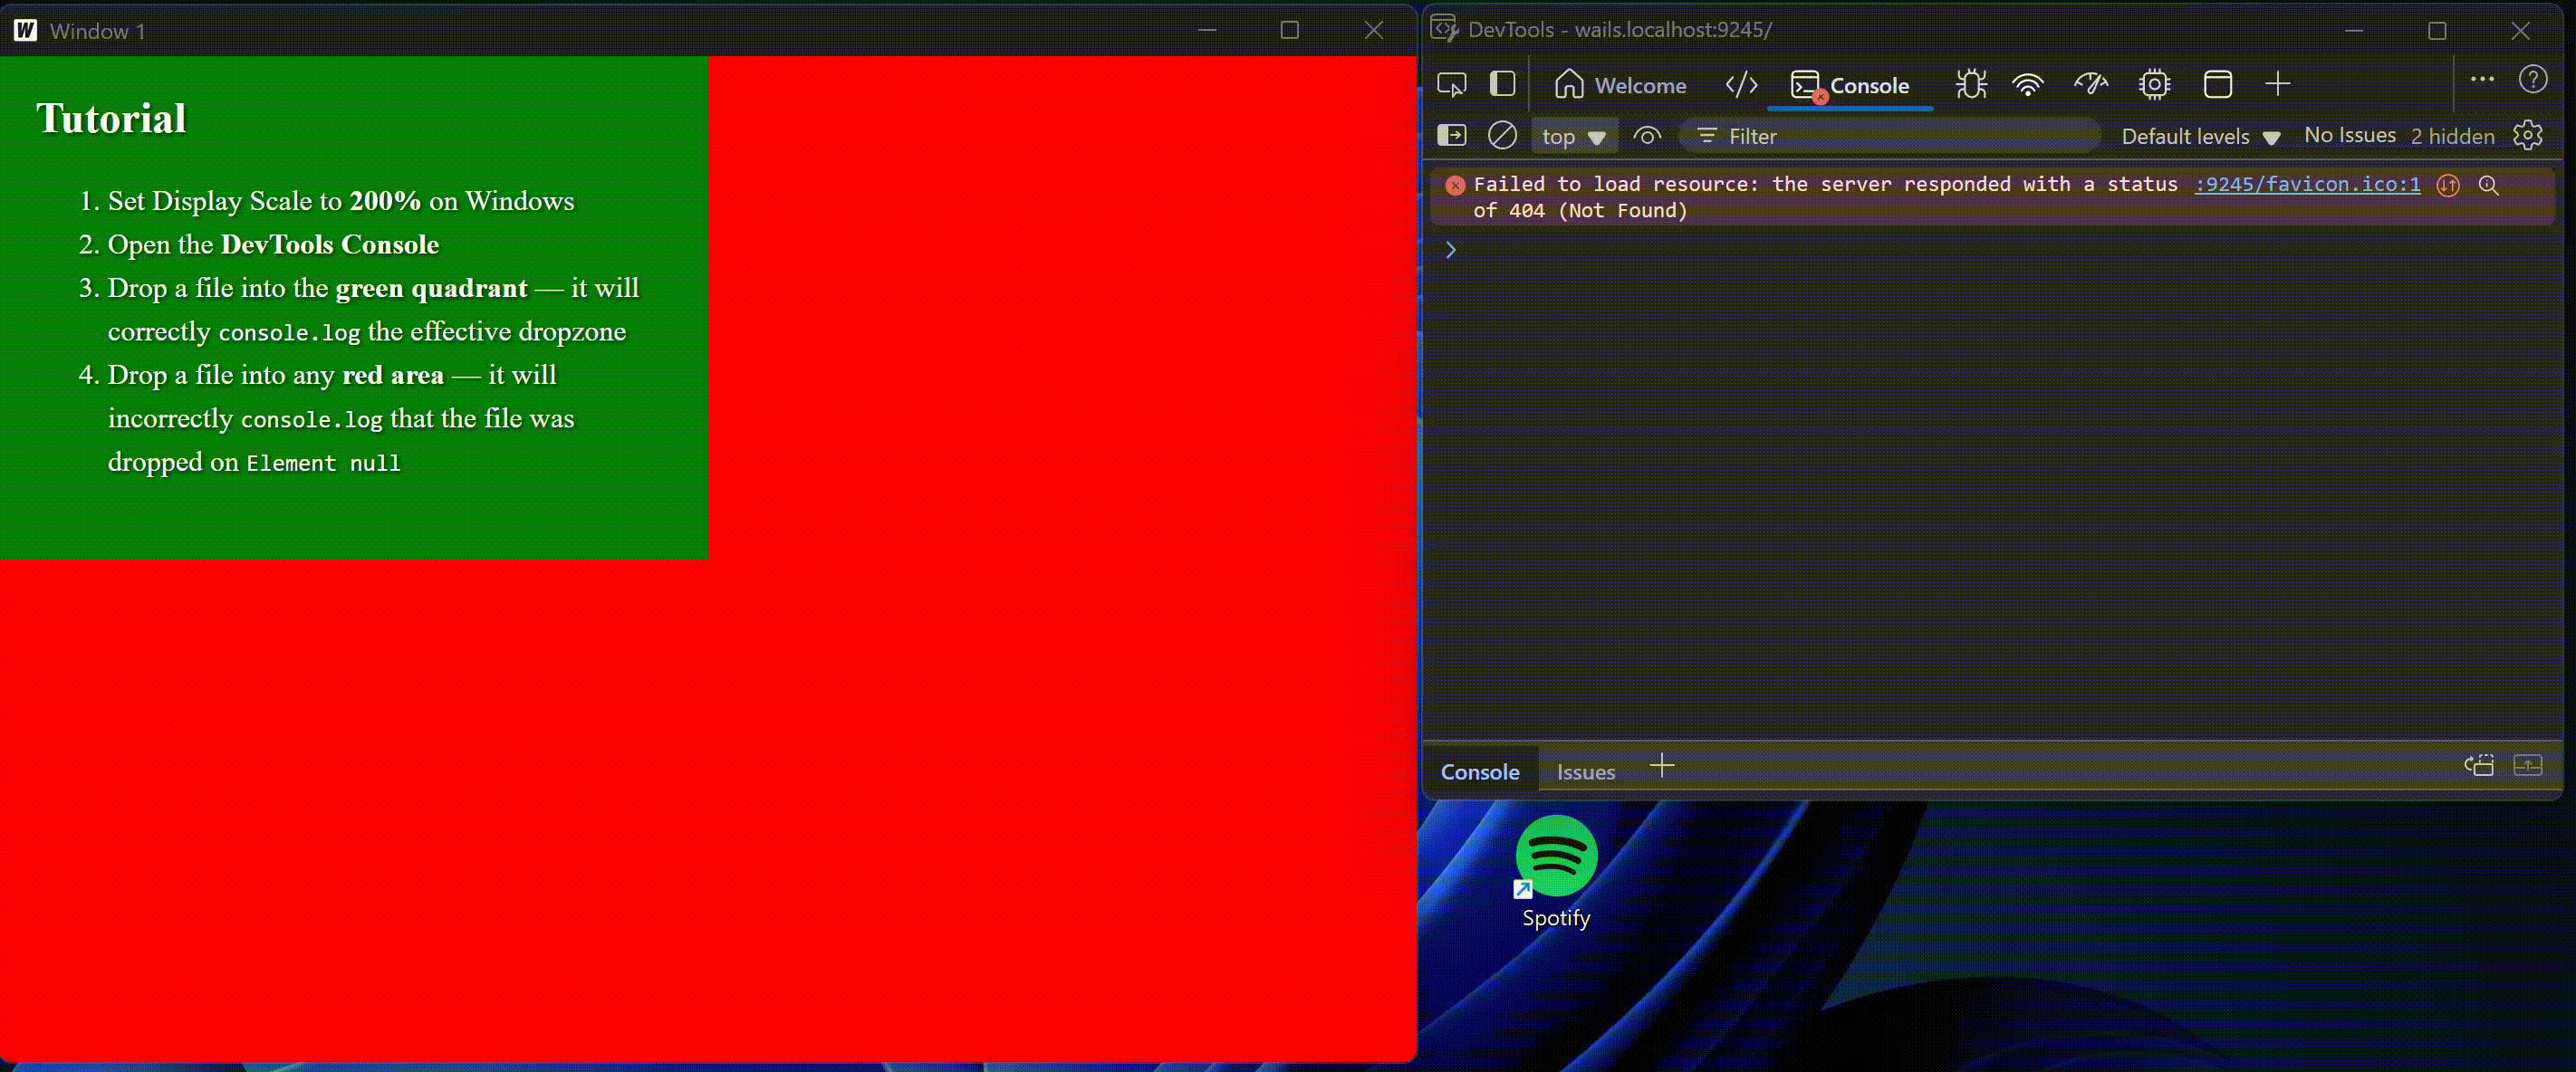 W Window 1
Tutorial
1. Set Display Scale to 200% on Windows
2. Open the DevTools Console
3. Drop a file into the green quadrant — it will
correctly console.log the effective dropzone
4. Drop a file into any red area — it will
incorrectly console.log that the file was
dropped on Element null
DevTools - wails.localhost:9245/
Welcome
Console
top
Filter
Default levels
No Issues
2 hidden
Failed to load resource: the server responded with a status :9245/favicon.ico:1
of 404 (Not Found)
Console
Issues
Spotify